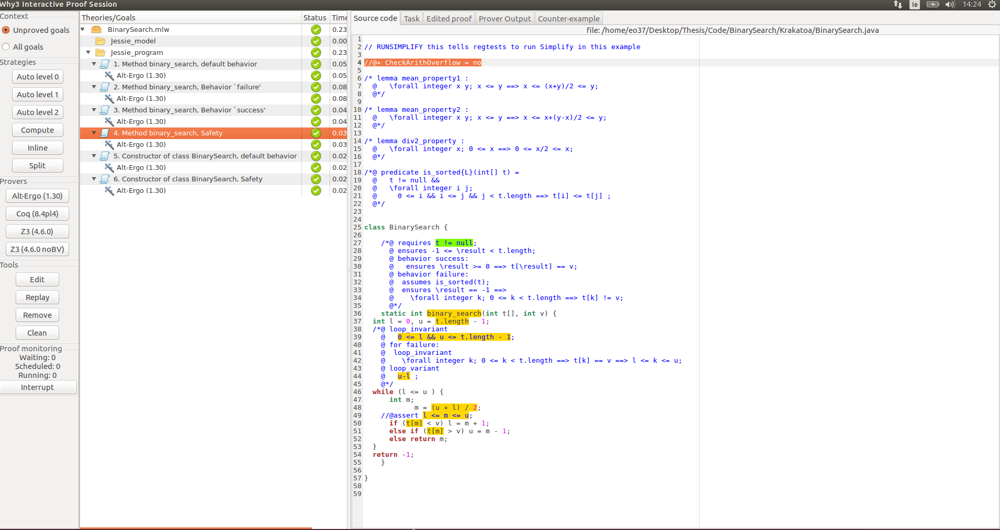 Why3 Interactive Proof Session
le
14:24
Context
Unproved goals
All goals
Strategies
Auto level 0
Auto level 1
Auto level 2
Compute
Inline
Split
Provers
Alt-Ergo (1.30)
Coq (8.4pl4)
Z3 (4.6.0)
Z3 (4.6.0 noBV)
Tools
Edit
Replay
Remove
Clean
Proof monitoring
Waiting: 0
Scheduled: 0
Running: 0
Interrupt
Theories/Goals Status Time
BinarySearch.mlw 0.23
Jessie_model 0.00
Jessie_program 0.23
1. Method binary_search, default behavior 0.05
Alt-Ergo (1.30) 0.05
2. Method binary_search, Behavior `failure' 0.08
Alt-Ergo (1.30) 0.08
3. Method binary_search, Behavior `success' 0.04
Alt-Ergo (1.30) 0.04
4. Method binary_search, Safety 0.03
Alt-Ergo (1.30) 0.03
5. Constructor of class BinarySearch, default behavior 0.02
Alt-Ergo (1.30) 0.02
6. Constructor of class BinarySearch, Safety 0.02
Alt-Ergo (1.30) 0.02
Source code Task Edited proof Prover Output Counter-example
file: /home/eo37/Desktop/Thesis/Code/BinarySearch/Krakatoa/BinarySearch.java
1
2 // RUNSIMPLIFY this tells regtests to run Simplify in this example
3
4 //@+ CheckArithOverflow = no
5
6 /* lemma mean_property1 :
7 @ \forall integer x y; x <= y ==> x <= (x+y)/2 <= y;
8 @*/
9
10 /* lemma mean_property2 :
11 @ \forall integer x y; x <= y ==> x <= x+(y-x)/2 <= y;
12 @*/
13
14 /* lemma div2_property :
15 @ \forall integer x; 0 <= x ==> 0 <= x/2 <= x;
16 @*/
17
18 /*@ predicate is_sorted{L}(int[] t) =
19 @ t != null &&
20 @ \forall integer i j;
21 @ 0 <= i && i <= j && j < t.length ==> t[i] <= t[j] ;
22 @*/
23
24
25 class BinarySearch {
26
27 /*@ requires t != null;
28 @ ensures -1 <= \result < t.length;
29 @ behavior success:
30 @ ensures \result >= 0 ==> t[\result] == v;
31 @ behavior failure:
32 @ assumes is_sorted(t);
33 @ ensures \result == -1 ==>
34 @ \forall integer k; 0 <= k < t.length ==> t[k] != v;
35 @*/
36 static int binary_search(int t[], int v) {
37 int l = 0, u = t.length - 1;
38 /*@ loop_invariant
39 @ 0 <= l && u <= t.length - 1;
40 @ for failure:
41 @ loop_invariant
42 @ \forall integer k; 0 <= k < t.length ==> t[k] == v ==> l <= k <= u;
43 @ loop_variant
44 @ u-l ;
45 @*/
46 while (l <= u ) {
47 int m;
48 m = (u + l) / 2;
49 //@assert l <= m <= u;
50 if (t[m] < v) l = m + 1;
51 else if (t[m] > v) u = m - 1;
52 else return m;
53 }
54 return -1;
55 }
56
57 }
58
59